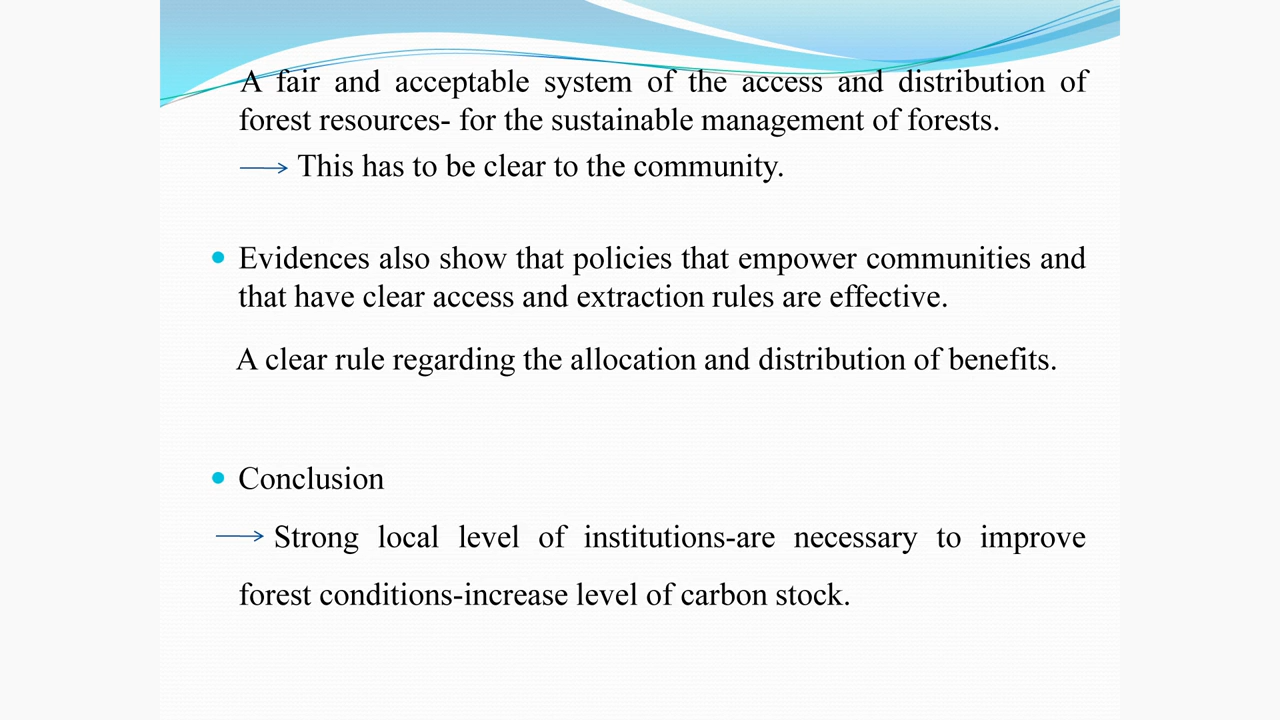 A fair and acceptable system of the access and distribution of
forest resources- for the sustainable management of forests.
This has to be clear to the community.
Evidences also show that policies that empower communities and
that have clear access and extraction rules are effective.
A clear rule regarding the allocation and distribution of benefits.
Conclusion
Strong local level of institutions-are necessary to improve
forest conditions-increase level of carbon stock.